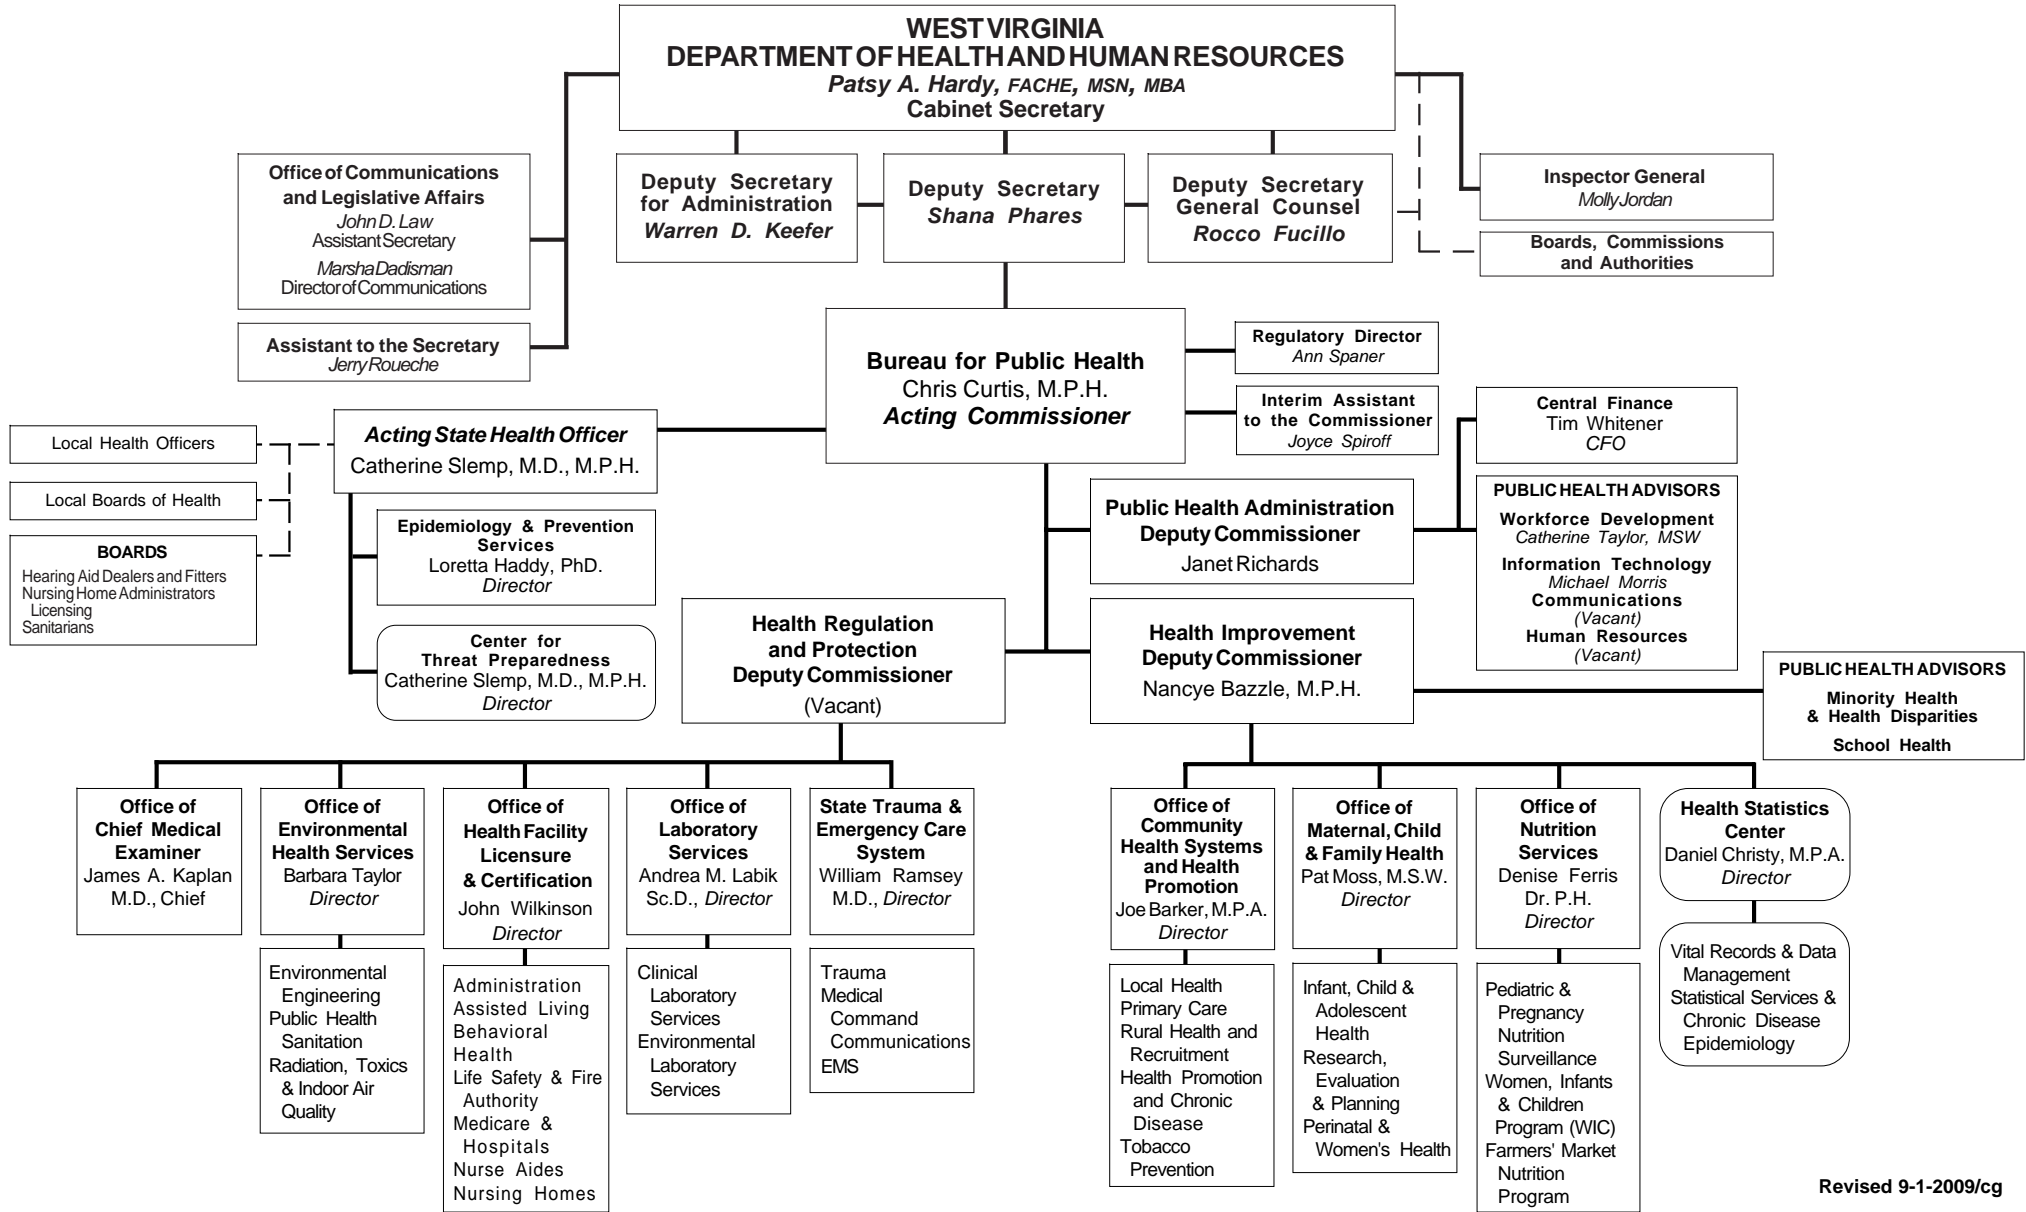 WEST VIRGINIA
DEPARTMENT OF HEALTH AND HUMAN RESOURCES
Patsy A. Hardy, FACHE, MSN, MBA
Cabinet Secretary
Office of Communications
and Legislative Affairs
John D. Law
Assistant Secretary
Marsha Dadisman
Director of Communications
Deputy Secretary
for Administration
Warren D. Keefer
Deputy Secretary
Shana Phares
Deputy Secretary
General Counsel
Rocco Fucillo
Inspector General
Molly Jordan
Boards, Commissions
and Authorities
Assistant to the Secretary
Jerry Roueche
Bureau for Public Health
Chris Curtis, M.P.H.
Acting Commissioner
Regulatory Director
Ann Spaner
Interim Assistant
to the Commissioner
Joyce Spiroff
Central Finance
Tim Whitener
CFO
Local Health Officers
Local Boards of Health
BOARDS
Hearing Aid Dealers and Fitters
Nursing Home Administrators
Licensing
Sanitarians
Acting State Health Officer
Catherine Slemp, M.D., M.P.H.
Epidemiology & Prevention
Services
Loretta Haddy, PhD.
Director
Center for
Threat Preparedness
Catherine Slemp, M.D., M.P.H.
Director
Public Health Administration
Deputy Commissioner
Janet Richards
PUBLIC HEALTH ADVISORS
Workforce Development
Catherine Taylor, MSW
Information Technology
Michael Morris
Communications
(Vacant)
Human Resources
(Vacant)
Health Regulation
and Protection
Deputy Commissioner
(Vacant)
Health Improvement
Deputy Commissioner
Nancye Bazzle, M.P.H.
PUBLIC HEALTH ADVISORS
Minority Health
& Health Disparities
School Health
Office of
Chief Medical
Examiner
James A. Kaplan
M.D., Chief
Office of
Environmental
Health Services
Barbara Taylor
Director
Environmental
Engineering
Public Health
Sanitation
Radiation, Toxics
& Indoor Air
Quality
Office of
Health Facility
Licensure
& Certification
John Wilkinson
Director
Administration
Assisted Living
Behavioral
Health
Life Safety & Fire
Authority
Medicare &
Hospitals
Nurse Aides
Nursing Homes
Office of
Laboratory
Services
Andrea M. Labik
Sc.D., Director
Clinical
Laboratory
Services
Environmental
Laboratory
Services
State Trauma &
Emergency Care
System
William Ramsey
M.D., Director
Trauma
Medical
Command
Communications
EMS
Office of
Community
Health Systems
and Health
Promotion
Joe Barker, M.P.A.
Director
Local Health
Primary Care
Rural Health and
Recruitment
Health Promotion
and Chronic
Disease
Tobacco
Prevention
Office of
Maternal, Child
& Family Health
Pat Moss, M.S.W.
Director
Infant, Child &
Adolescent
Health
Research,
Evaluation
& Planning
Perinatal &
Women's Health
Office of
Nutrition
Services
Denise Ferris
Dr. P.H.
Director
Pediatric &
Pregnancy
Nutrition
Surveillance
Women, Infants
& Children
Program (WIC)
Farmers' Market
Nutrition
Program
Health Statistics
Center
Daniel Christy, M.P.A.
Director
Vital Records & Data
Management
Statistical Services &
Chronic Disease
Epidemiology
Revised 9-1-2009/cg